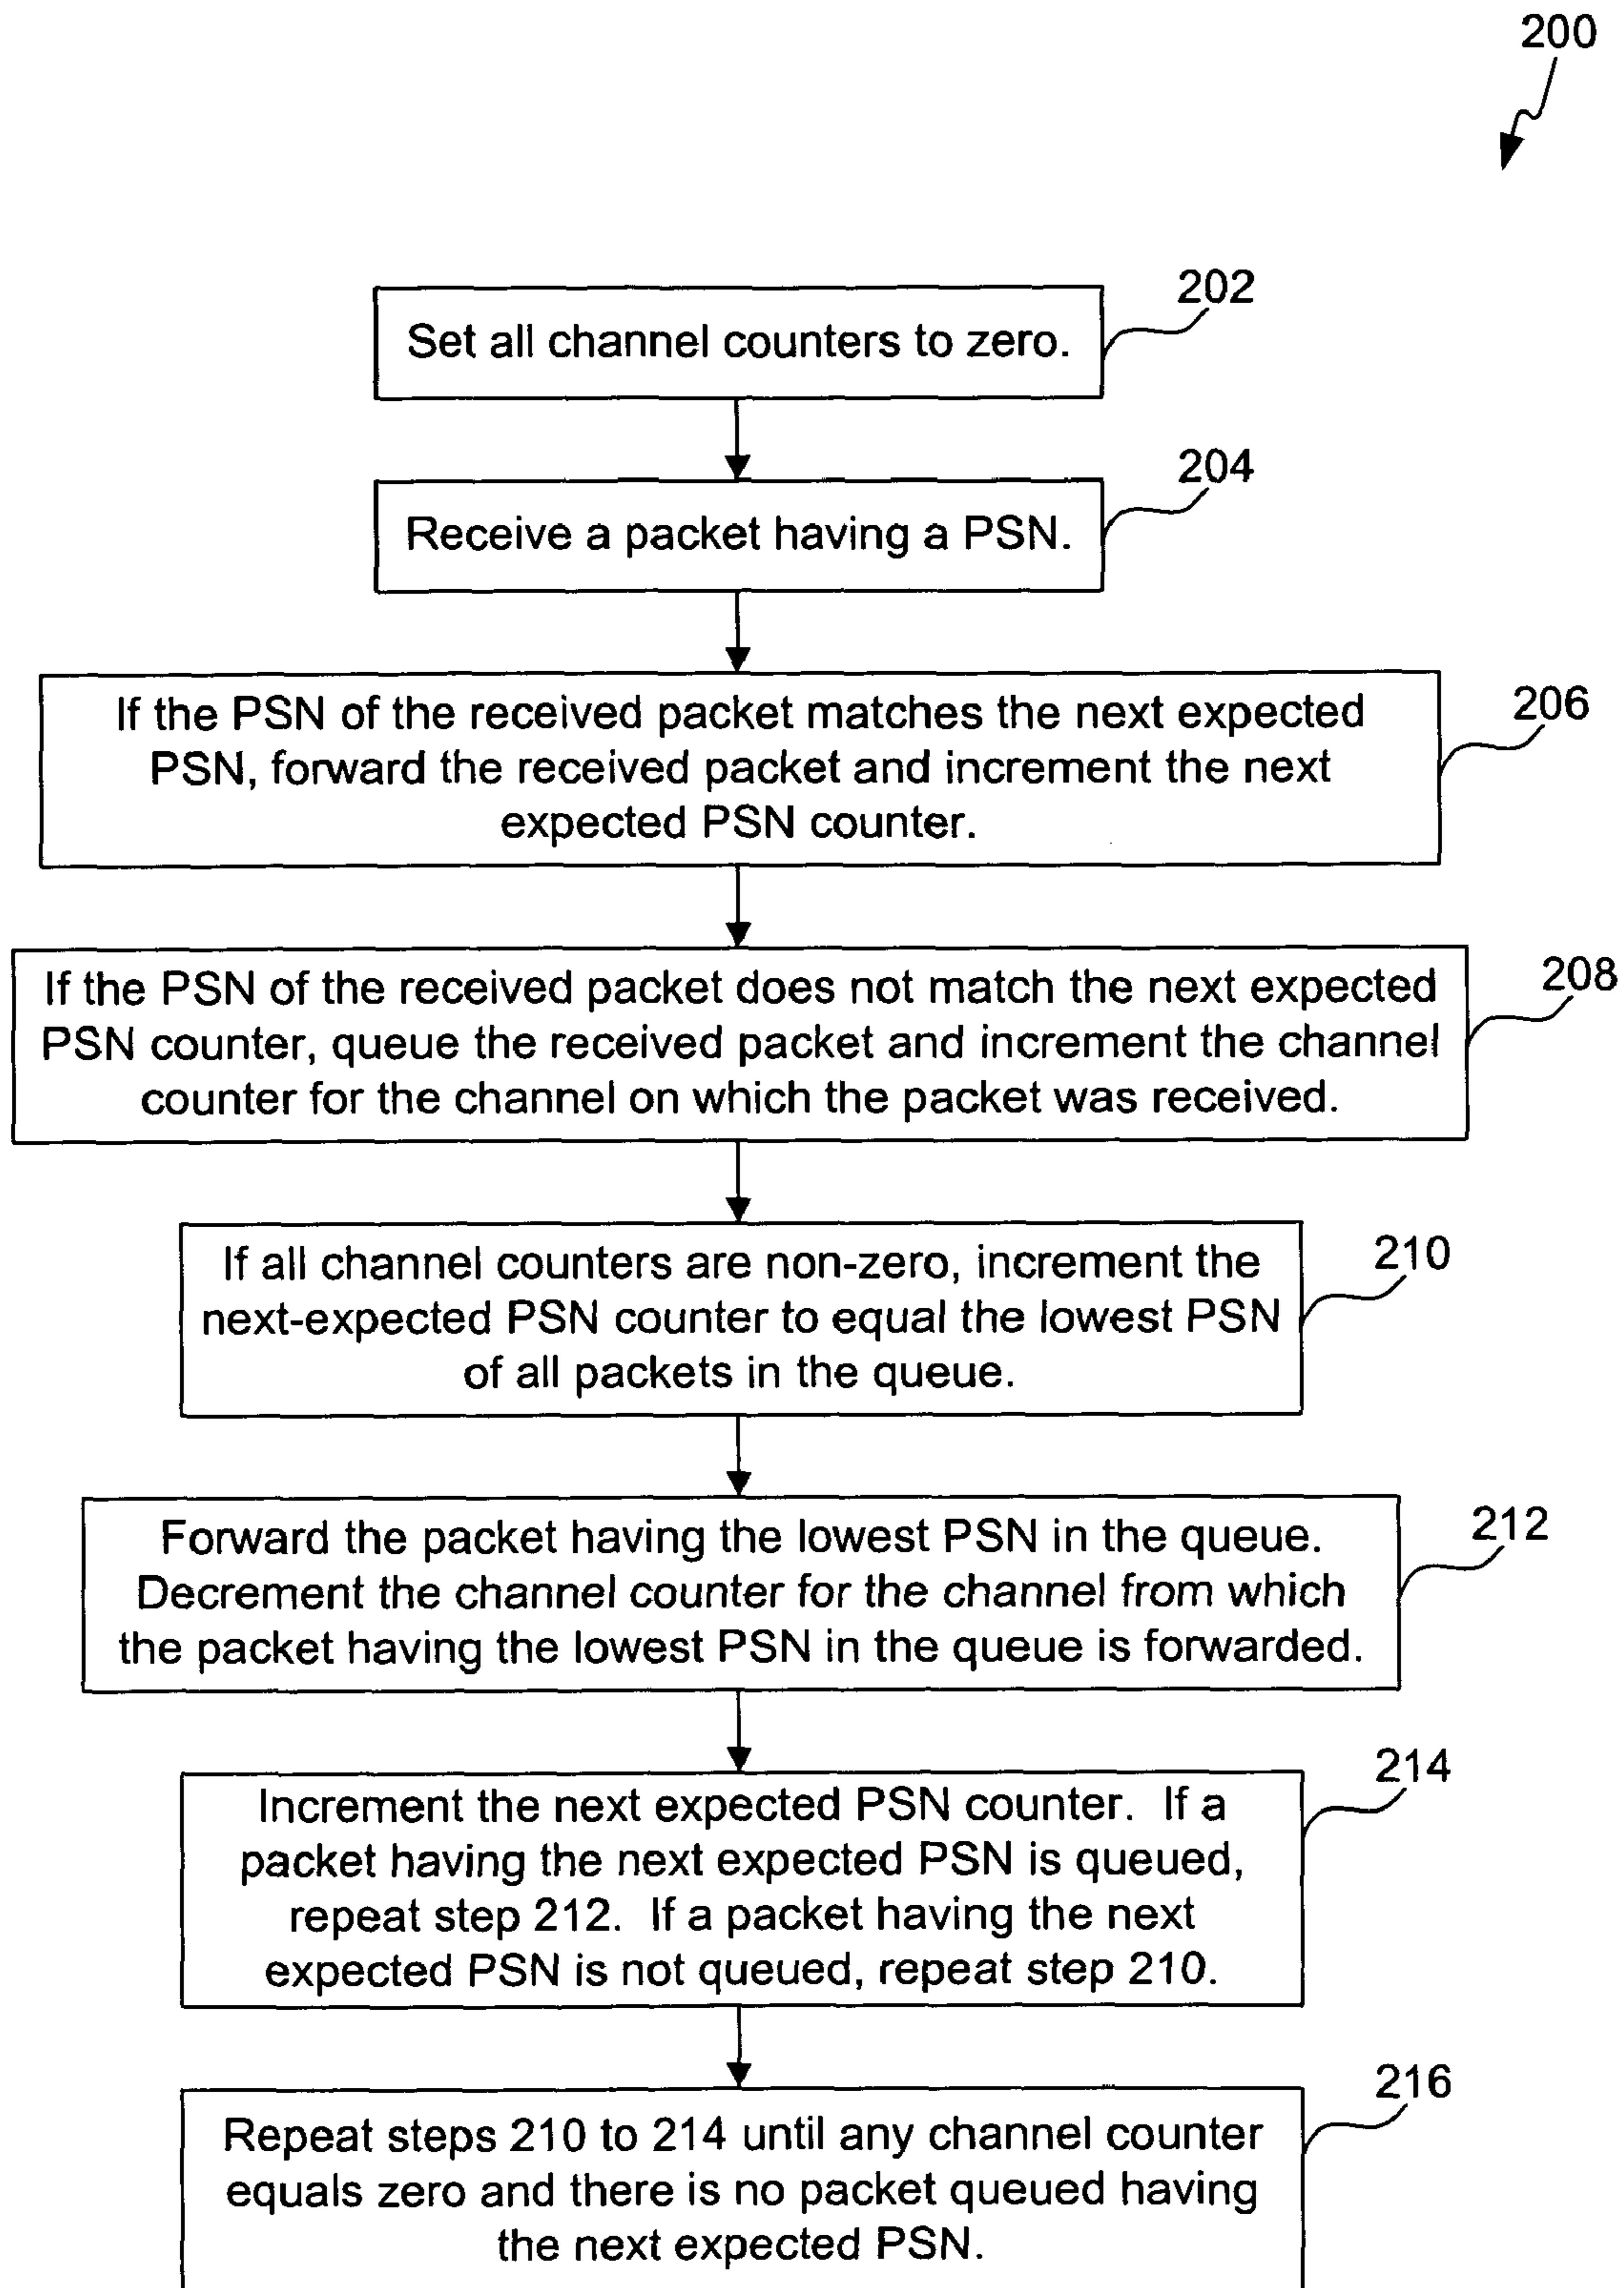 200
202
Set all channel counters to zero.
204
Receive a packet having a PSN.
206
If the PSN of the received packet matches the next expected
PSN, forward the received packet and increment the next
expected PSN counter.
208
If the PSN of the received packet does not match the next expected
PSN counter, queue the received packet and increment the channel
counter for the channel on which the packet was received.
210
If all channel counters are non-zero, increment the
next-expected PSN counter to equal the lowest PSN
of all packets in the queue.
212
Forward the packet having the lowest PSN in the queue.
Decrement the channel counter for the channel from which
the packet having the lowest PSN in the queue is forwarded.
214
Increment the next expected PSN counter. If a
packet having the next expected PSN is queued,
repeat step 212. If a packet having the next
expected PSN is not queued, repeat step 210.
216
Repeat steps 210 to 214 until any channel counter
equals zero and there is no packet queued having
the next expected PSN.